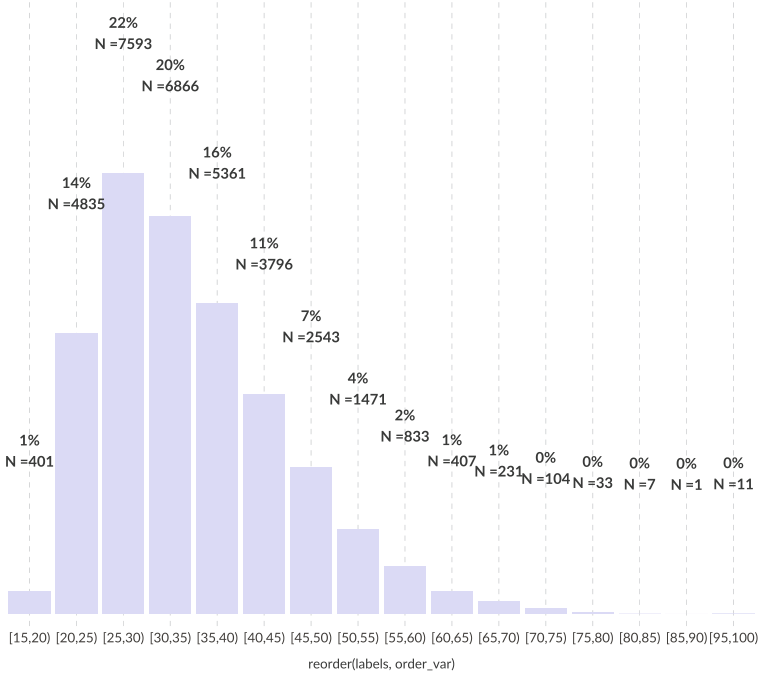 22%
N =7593
20%
N =6866
16%
N =5361
14%
N =4835
11%
N =3796
7%
N =2543
4%
N =1471
2%
N =833
1%
N =401
1%
N =407
1%
N =231
0%
N =104
0%
N =33
0%
N =7
0%
N =1
0%
N =11
[15,20) [20,25) [25,30) [30,35) [35,40) [40,45) [45,50) [50,55) [55,60) [60,65) [65,70) [70,75) [75,80) [80,85) [85,90) [95,100)
reorder(labels, order_var)